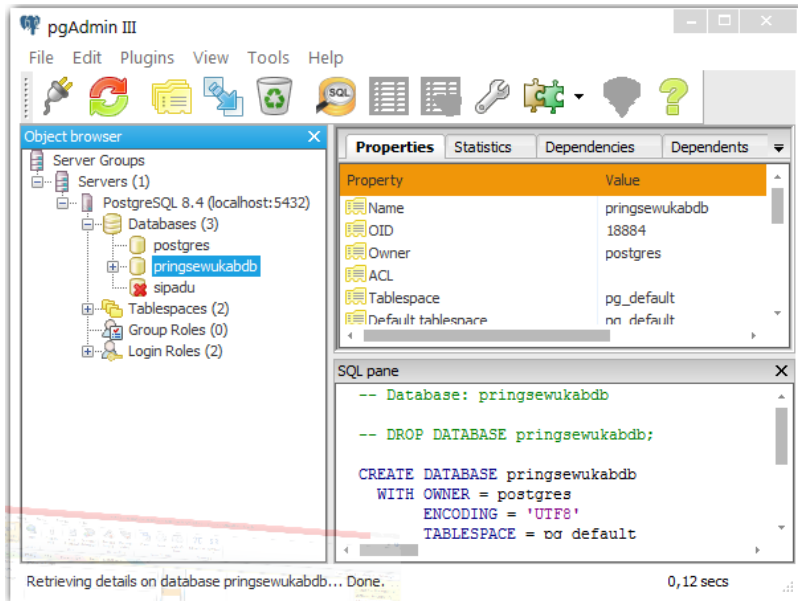 pgAdmin III
File Edit Plugins View Tools Help
SQL
Object browser X
Server Groups
Servers (1)
PostgreSQL 8.4 (localhost:5432)
Databases (3)
postgres
pringsewukabdb
sipadu
Tablespaces (2)
Group Roles (0)
Login Roles (2)
Properties Statistics Dependencies Dependents
Property Value
Name pringsewukabdb
OID 18884
Owner postgres
ACL
Tablespace pg_default
Default tablespace pg_default
SQL pane X
-- Database: pringsewukabdb
-- DROP DATABASE pringsewukabdb;
CREATE DATABASE pringsewukabdb
WITH OWNER = postgres
ENCODING = 'UTF8'
TABLESPACE = pg_default
Retrieving details on database pringsewukabdb... Done. 0,12 secs